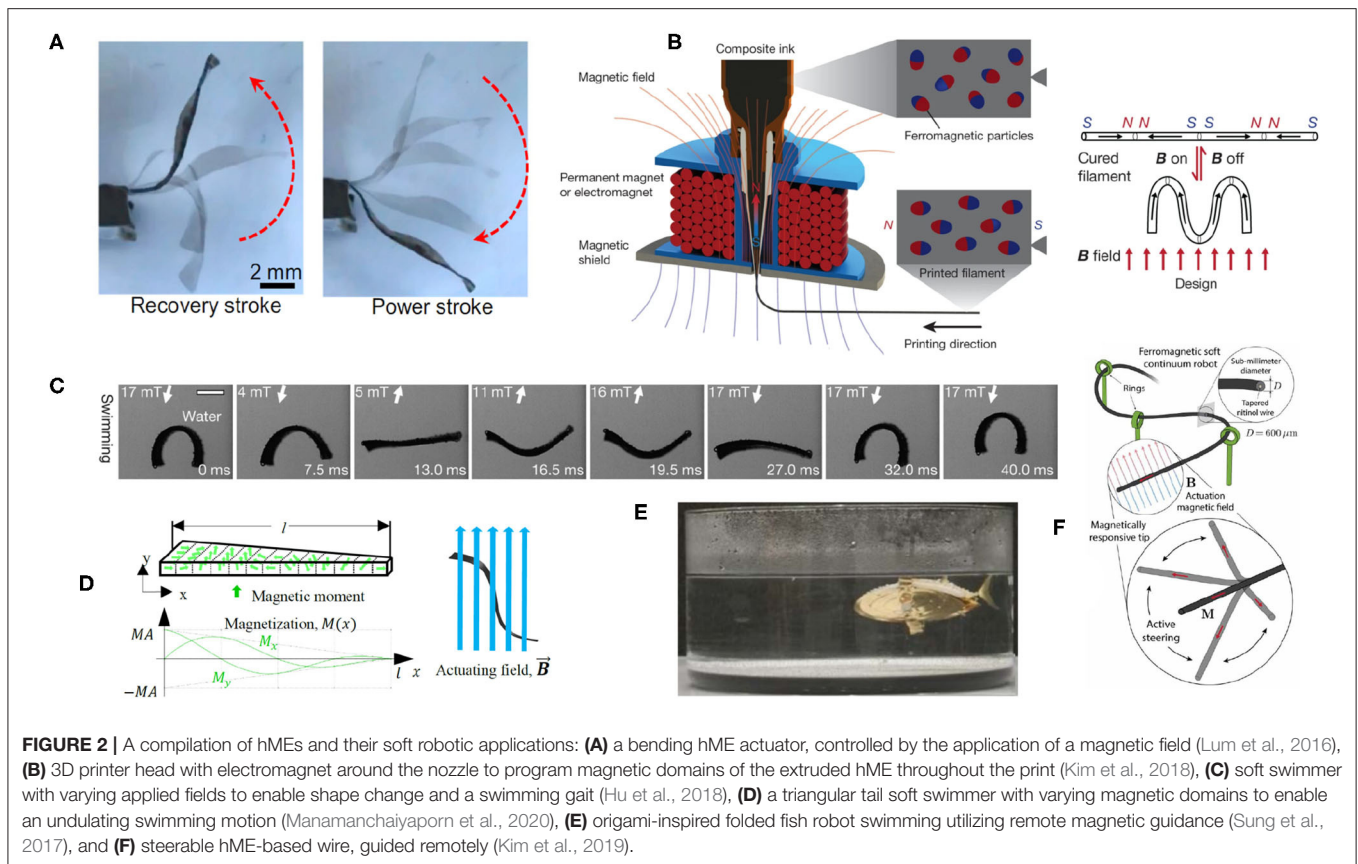 A
Recovery stroke
2 mm
Power stroke
B
Composite ink
Magnetic field
Ferromagnetic particles
Permanent magnet
or electromagnet
Magnetic
shield
N
S
Printed filament
Printing direction
S N N S S N N S
Cured
filament
B on
B off
B field
Design
C
Swimming
17 mT
Water
0 ms
4 mT
7.5 ms
5 mT
13.0 ms
11 mT
16.5 ms
16 mT
19.5 ms
17 mT
27.0 ms
17 mT
32.0 ms
17 mT
40.0 ms
D
l
y
x
Magnetic moment
Magnetization, M(x)
MA
Mx
My
−MA
l x
Actuating field, B
E
F
Ferromagnetic soft
continuum robot
Rings
Sub-millimeter
diameter
D
Tapered
nitinol wire
D = 600 μm
B
Actuation
magnetic field
Magnetically
responsive tip
M
Active
steering
FIGURE 2 | A compilation of hMEs and their soft robotic applications: (A) a bending hME actuator, controlled by the application of a magnetic field (Lum et al., 2016),
(B) 3D printer head with electromagnet around the nozzle to program magnetic domains of the extruded hME throughout the print (Kim et al., 2018), (C) soft swimmer
with varying applied fields to enable shape change and a swimming gait (Hu et al., 2018), (D) a triangular tail soft swimmer with varying magnetic domains to enable
an undulating swimming motion (Manamanchaiyaporn et al., 2020), (E) origami-inspired folded fish robot swimming utilizing remote magnetic guidance (Sung et al.,
2017), and (F) steerable hME-based wire, guided remotely (Kim et al., 2019).